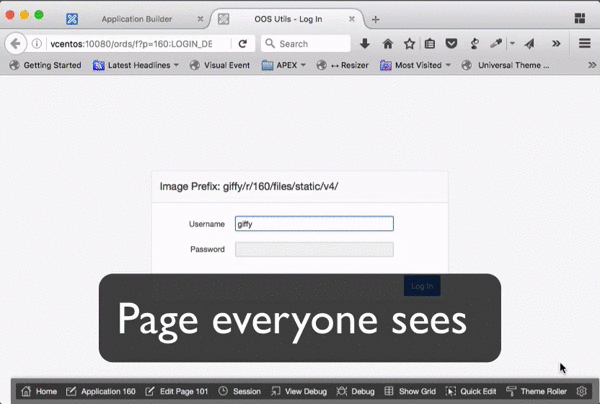 Application Builder
OOS Utils - Log In
vcentos:10080/ords/f?p=160:LOGIN_DE
Search
Getting Started
Latest Headlines
Visual Event
APEX
↔ Resizer
Most Visited
Universal Theme ...
Image Prefix: giffy/r/160/files/static/v4/
Username
giffy
Password
Log In
Page everyone sees
Home
Application 160
Edit Page 101
Session
View Debug
Debug
Show Grid
Quick Edit
Theme Roller